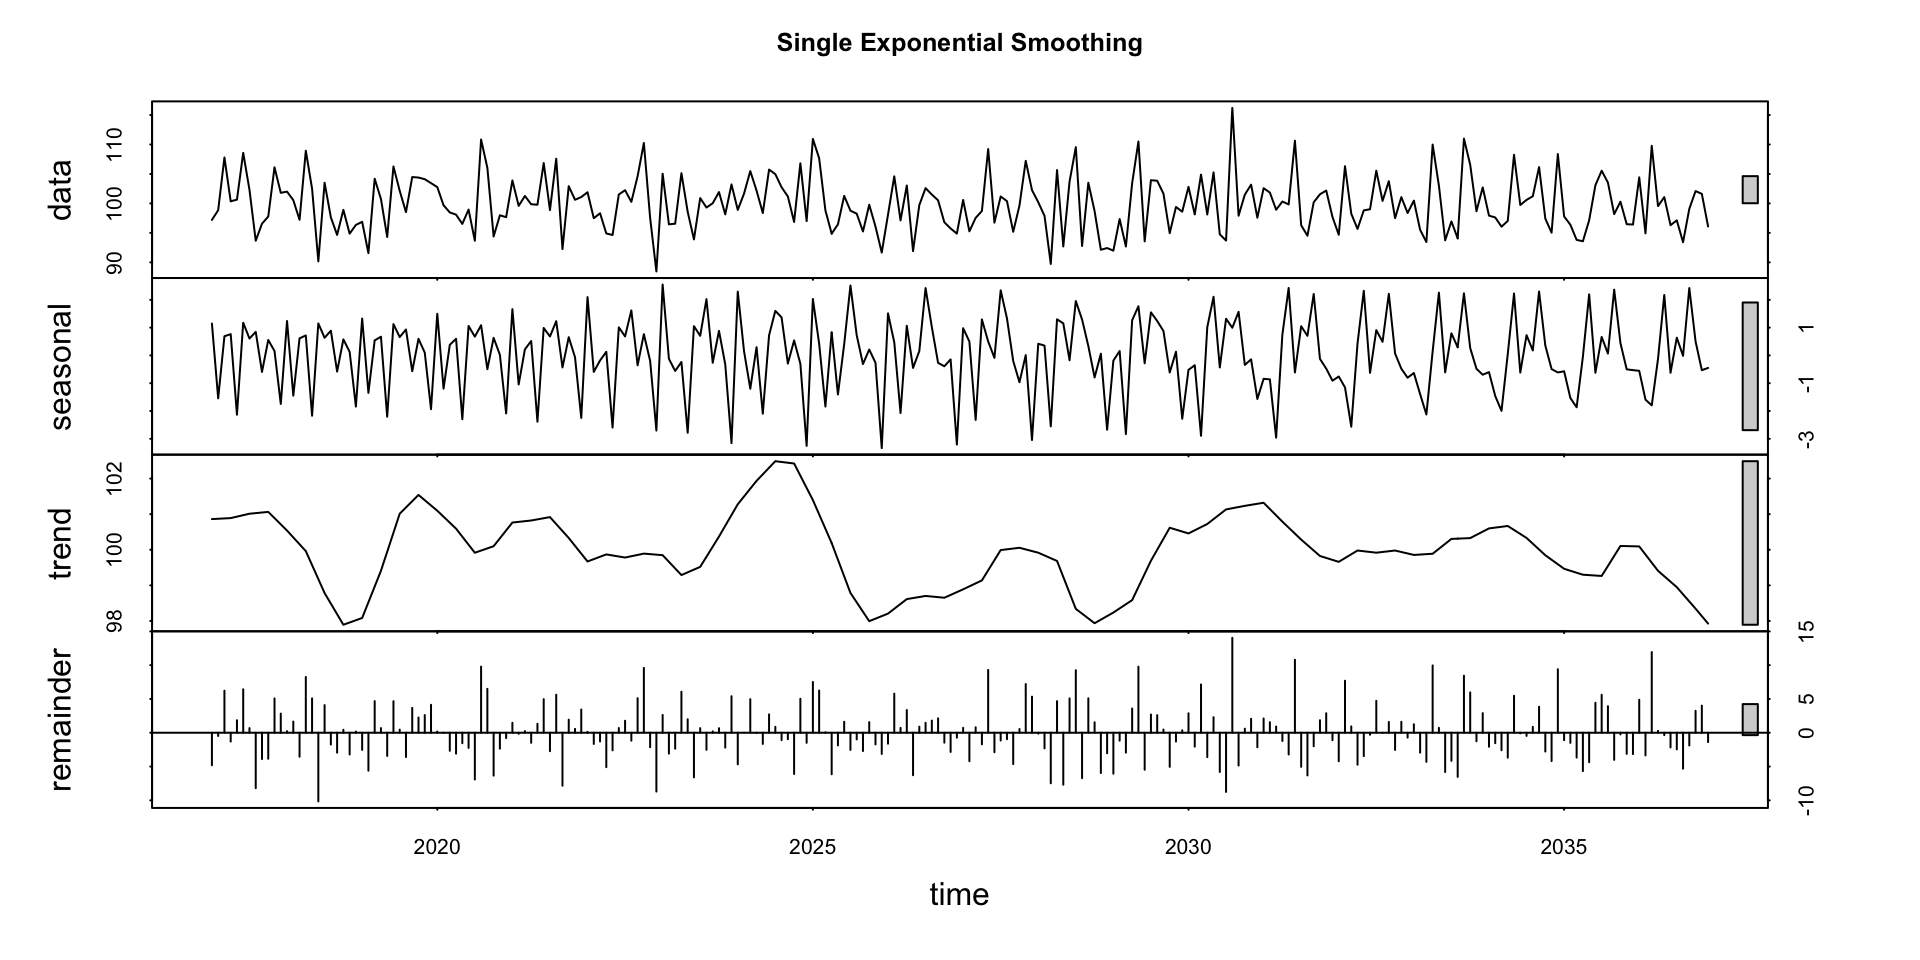 Single Exponential Smoothing
data
90 100 110
seasonal
-3 -1 1
trend
98 100 102
remainder
-10 0 5 15
2020 2025 2030 2035
time